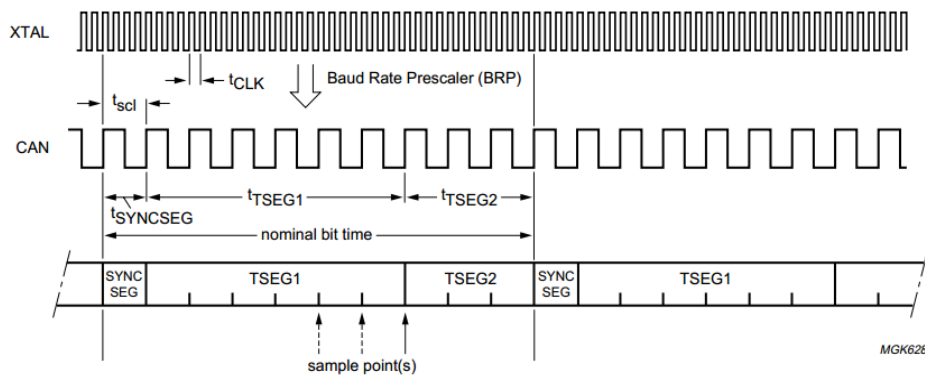 XTAL
tCLK
Baud Rate Prescaler (BRP)
tscl
CAN
tTSEG1
tTSEG2
tSYNCSEG
nominal bit time
SYNC
SEG
TSEG1
TSEG2
SYNC
SEG
TSEG1
sample point(s)
MGK628